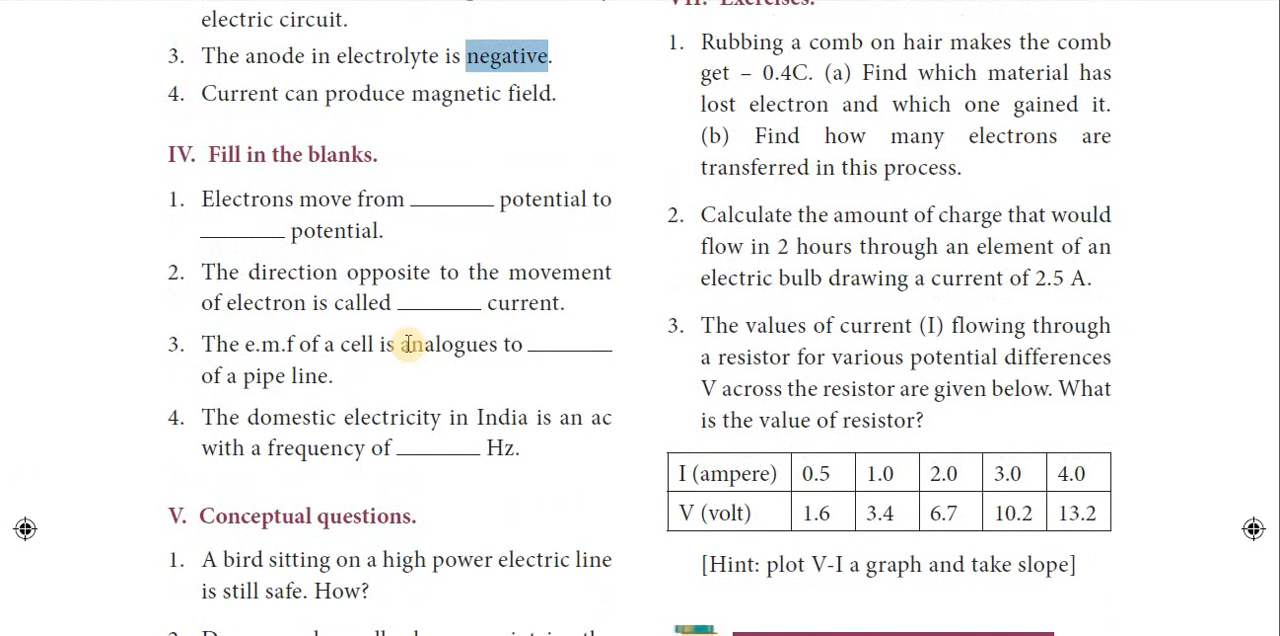 electric circuit.
3. The anode in electrolyte is negative.
4. Current can produce magnetic field.
IV. Fill in the blanks.
1. Electrons move from ________ potential to
________ potential.
2. The direction opposite to the movement
of electron is called ________ current.
3. The e.m.f of a cell is analogues to ________
of a pipe line.
4. The domestic electricity in India is an ac
with a frequency of ________ Hz.
V. Conceptual questions.
1. A bird sitting on a high power electric line
is still safe. How?
VII. Exercises.
1. Rubbing a comb on hair makes the comb
get – 0.4C. (a) Find which material has
lost electron and which one gained it.
(b) Find how many electrons are
transferred in this process.
2. Calculate the amount of charge that would
flow in 2 hours through an element of an
electric bulb drawing a current of 2.5 A.
3. The values of current (I) flowing through
a resistor for various potential differences
V across the resistor are given below. What
is the value of resistor?
I (ampere) 0.5 1.0 2.0 3.0 4.0
V (volt) 1.6 3.4 6.7 10.2 13.2
[Hint: plot V-I a graph and take slope]